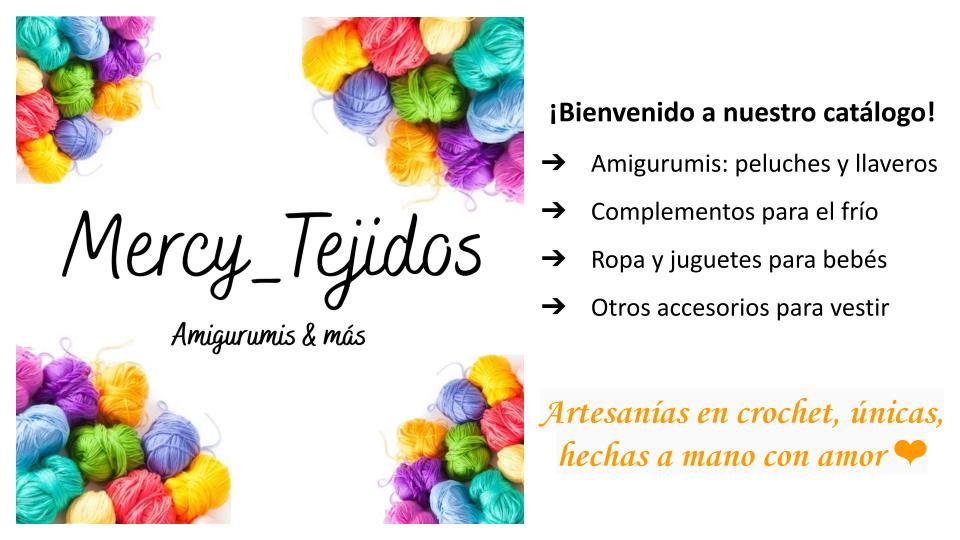 Mercy_Tejidos
Amigurumis & más
¡Bienvenido a nuestro catálogo!
➔ Amigurumis: peluches y llaveros
➔ Complementos para el frío
➔ Ropa y juguetes para bebés
➔ Otros accesorios para vestir
Artesanías en crochet, únicas,
hechas a mano con amor ❤